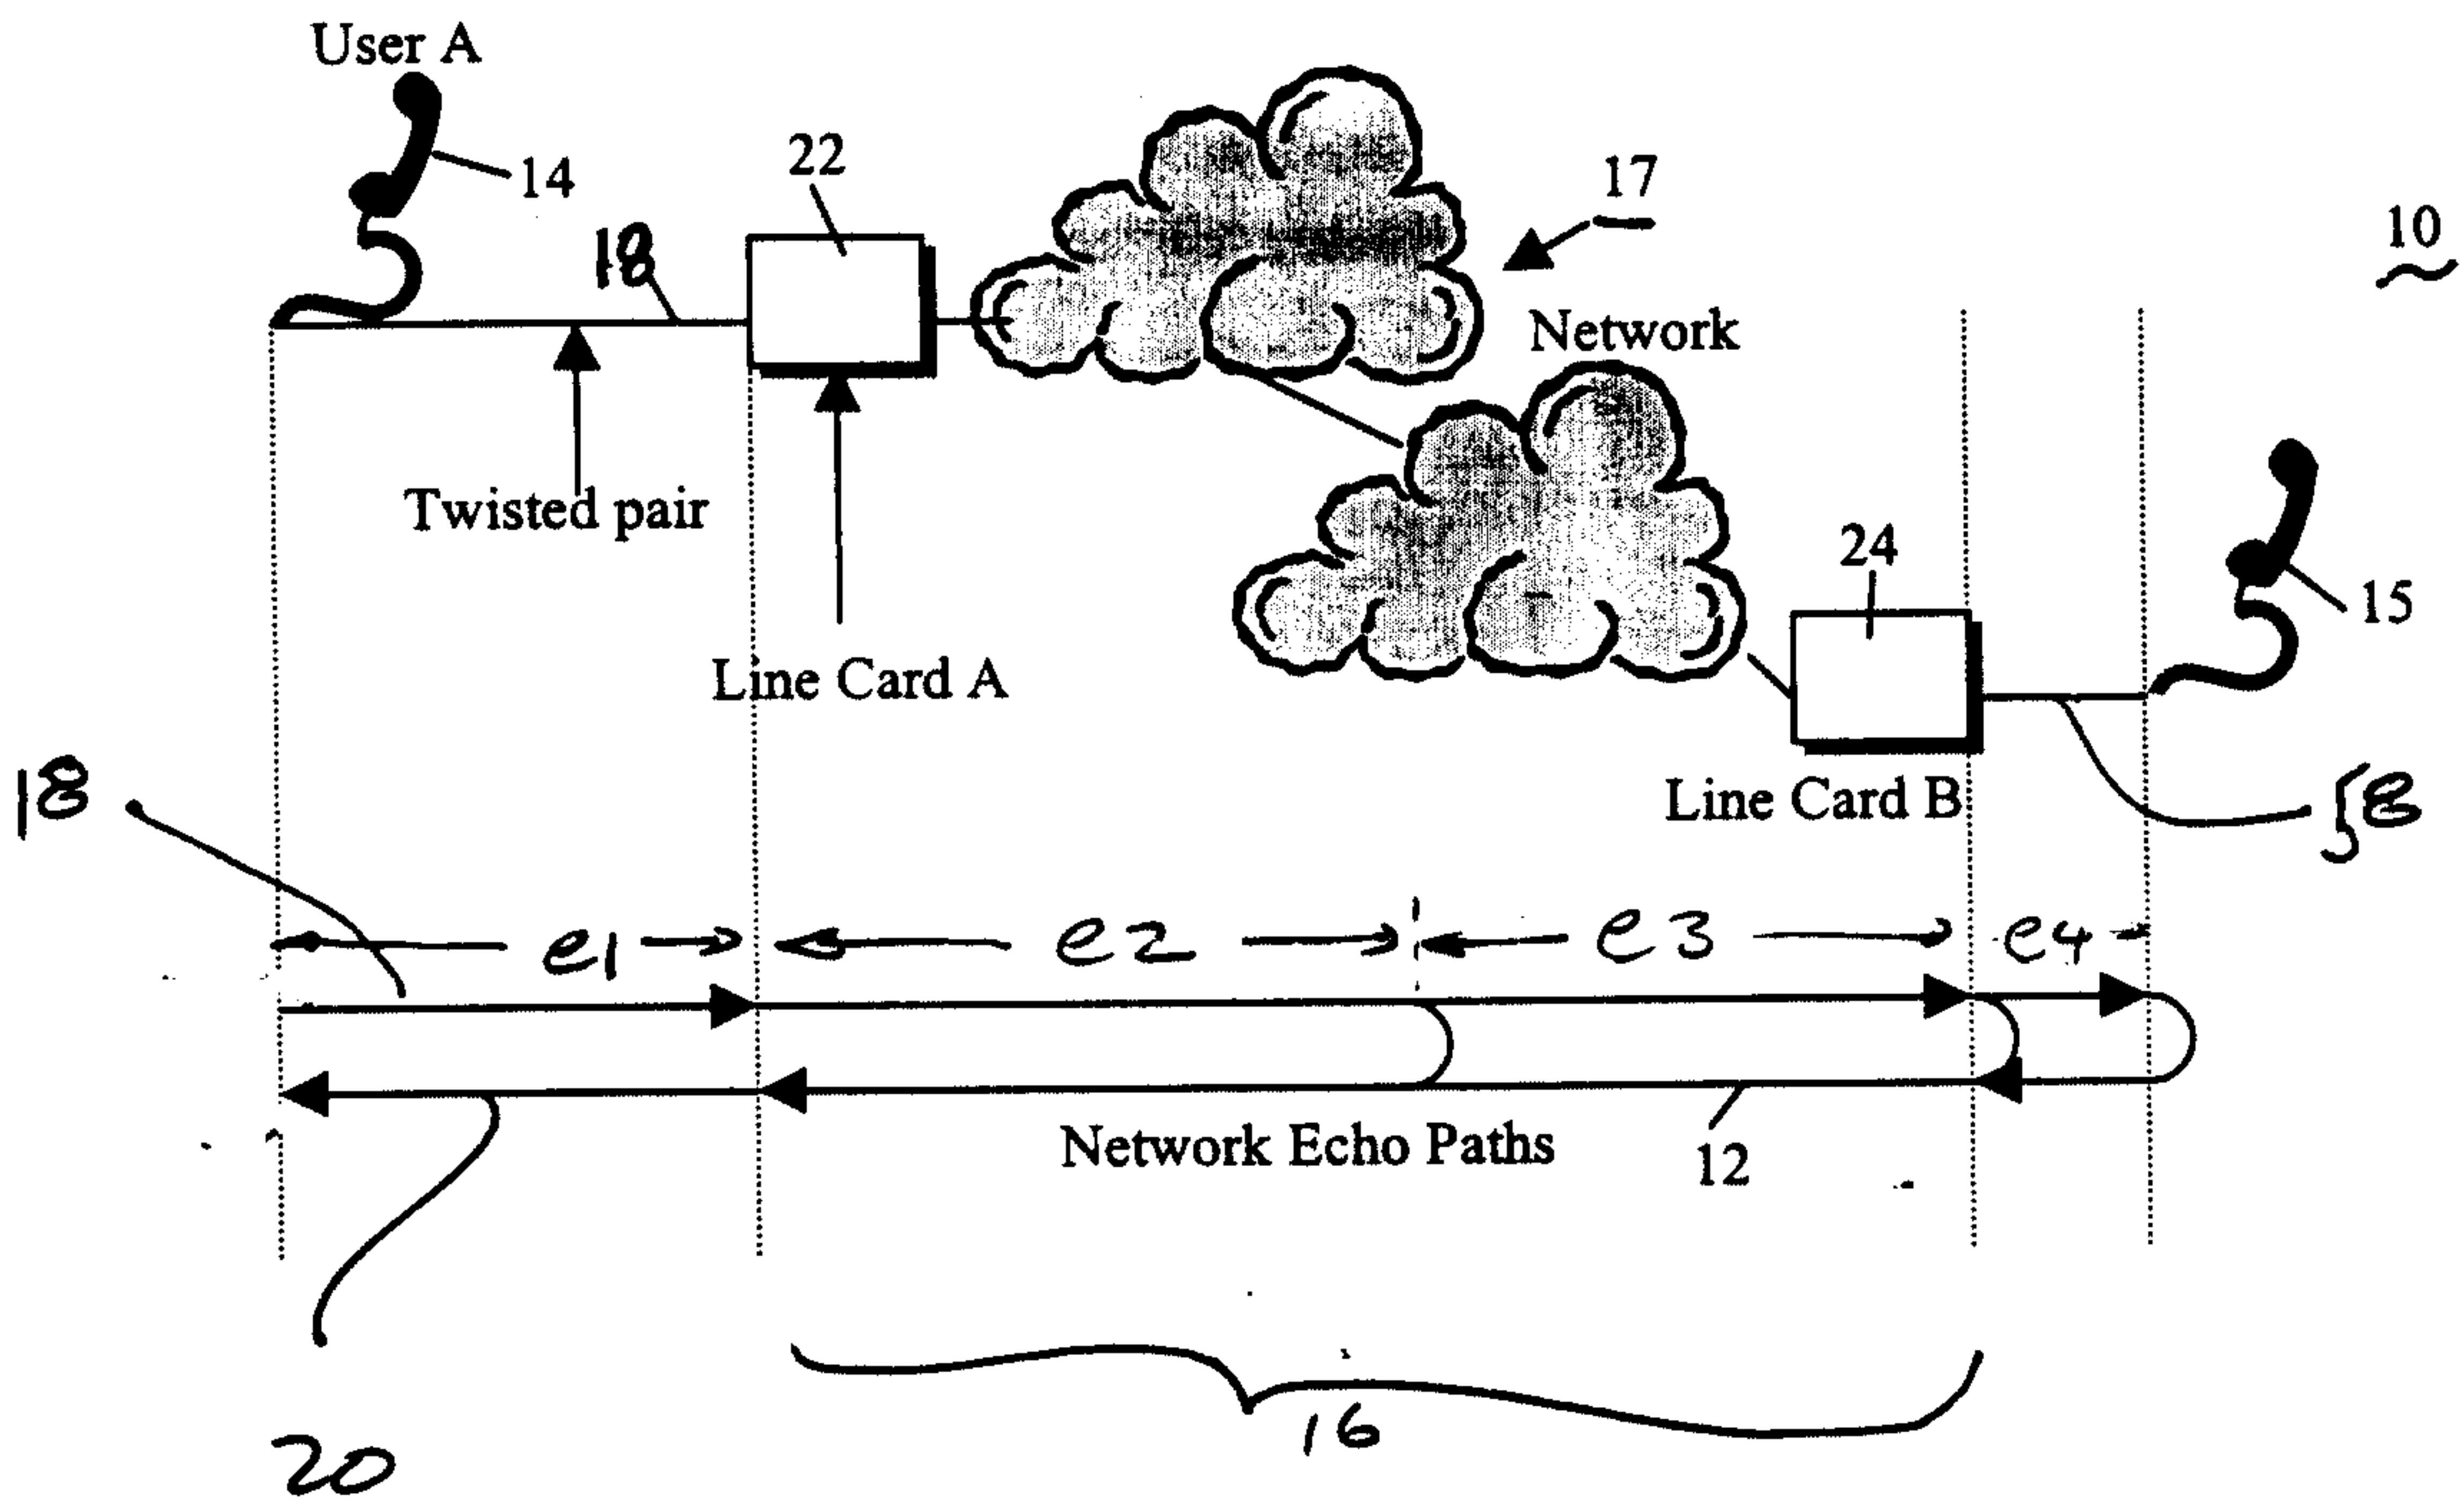 User A
14
22
17
10
18
Network
Twisted pair
24
15
Line Card A
18
Line Card B
58
e1
e2
e3
e4
Network Echo Paths
12
16
20